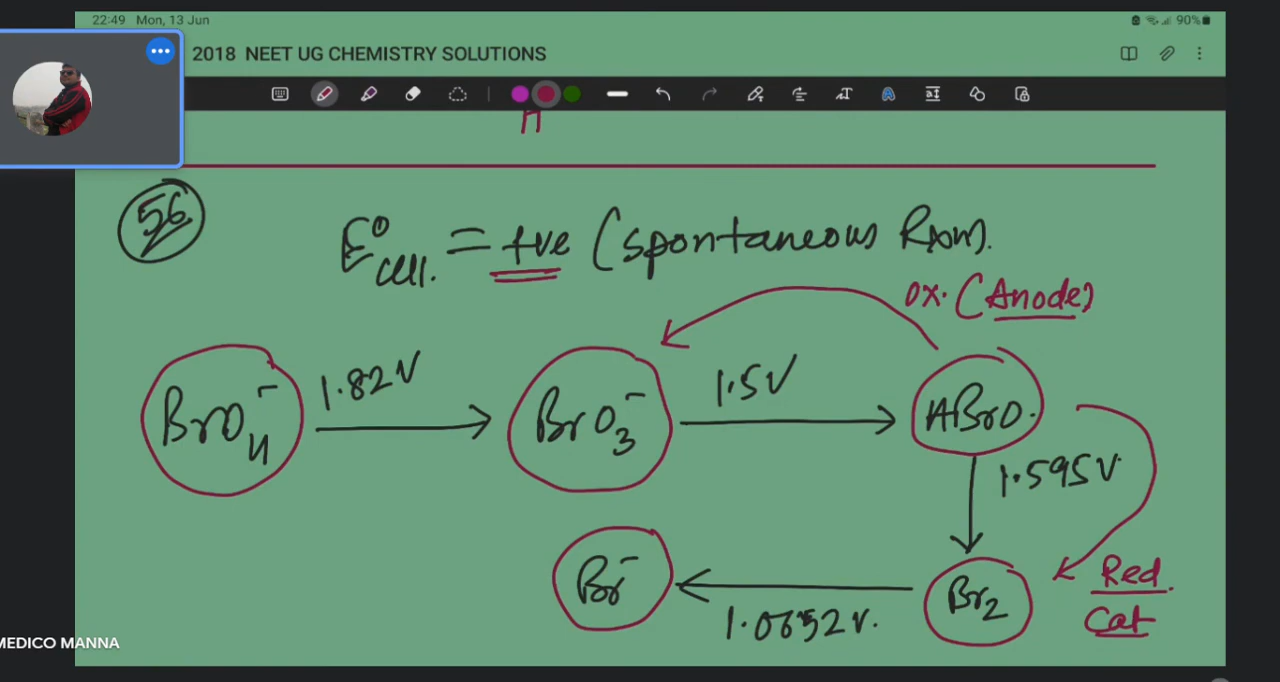 22:49 Mon, 13 Jun 90%
2018 NEET UG CHEMISTRY SOLUTIONS
n
56
E°cell. = +ve (spontaneous Rxn).
ox. (Anode)
BrO4⁻ 1.82V BrO3⁻ 1.5V ABrO.
1.595V.
Br⁻ 1.0652V. Br2 Red.
Cat
MEDICO MANNA